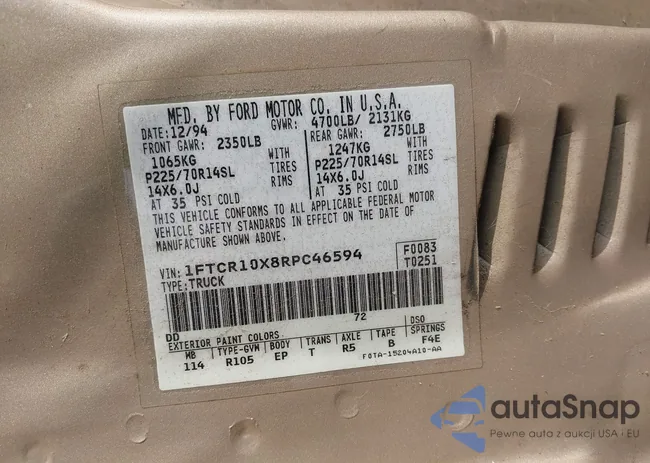 MFD. BY FORD MOTOR CO. IN U.S.A.
DATE: 12/94 GVWR: 4700LB/ 2131KG
FRONT GAWR: 2350LB REAR GAWR: 2750LB
1065KG WITH 1247KG WITH
P225/70R14SL TIRES P225/70R14SL TIRES
14X6.0J RIMS 14X6.0J RIMS
AT 35 PSI COLD AT 35 PSI COLD
THIS VEHICLE CONFORMS TO ALL APPLICABLE FEDERAL MOTOR
VEHICLE SAFETY STANDARDS IN EFFECT ON THE DATE OF
MANUFACTURE SHOWN ABOVE.
VIN: 1FTCR10X8RPC46594 F0083
TYPE: TRUCK T0251
72
DD
EXTERIOR PAINT COLORS DSO
WB TYPE-GVM BODY TRANS AXLE TAPE SPRINGS
114 R105 EP T R5 B F4E
F0TA-15204A10-AA
autaSnap
Pewne auta z aukcji USA · EU